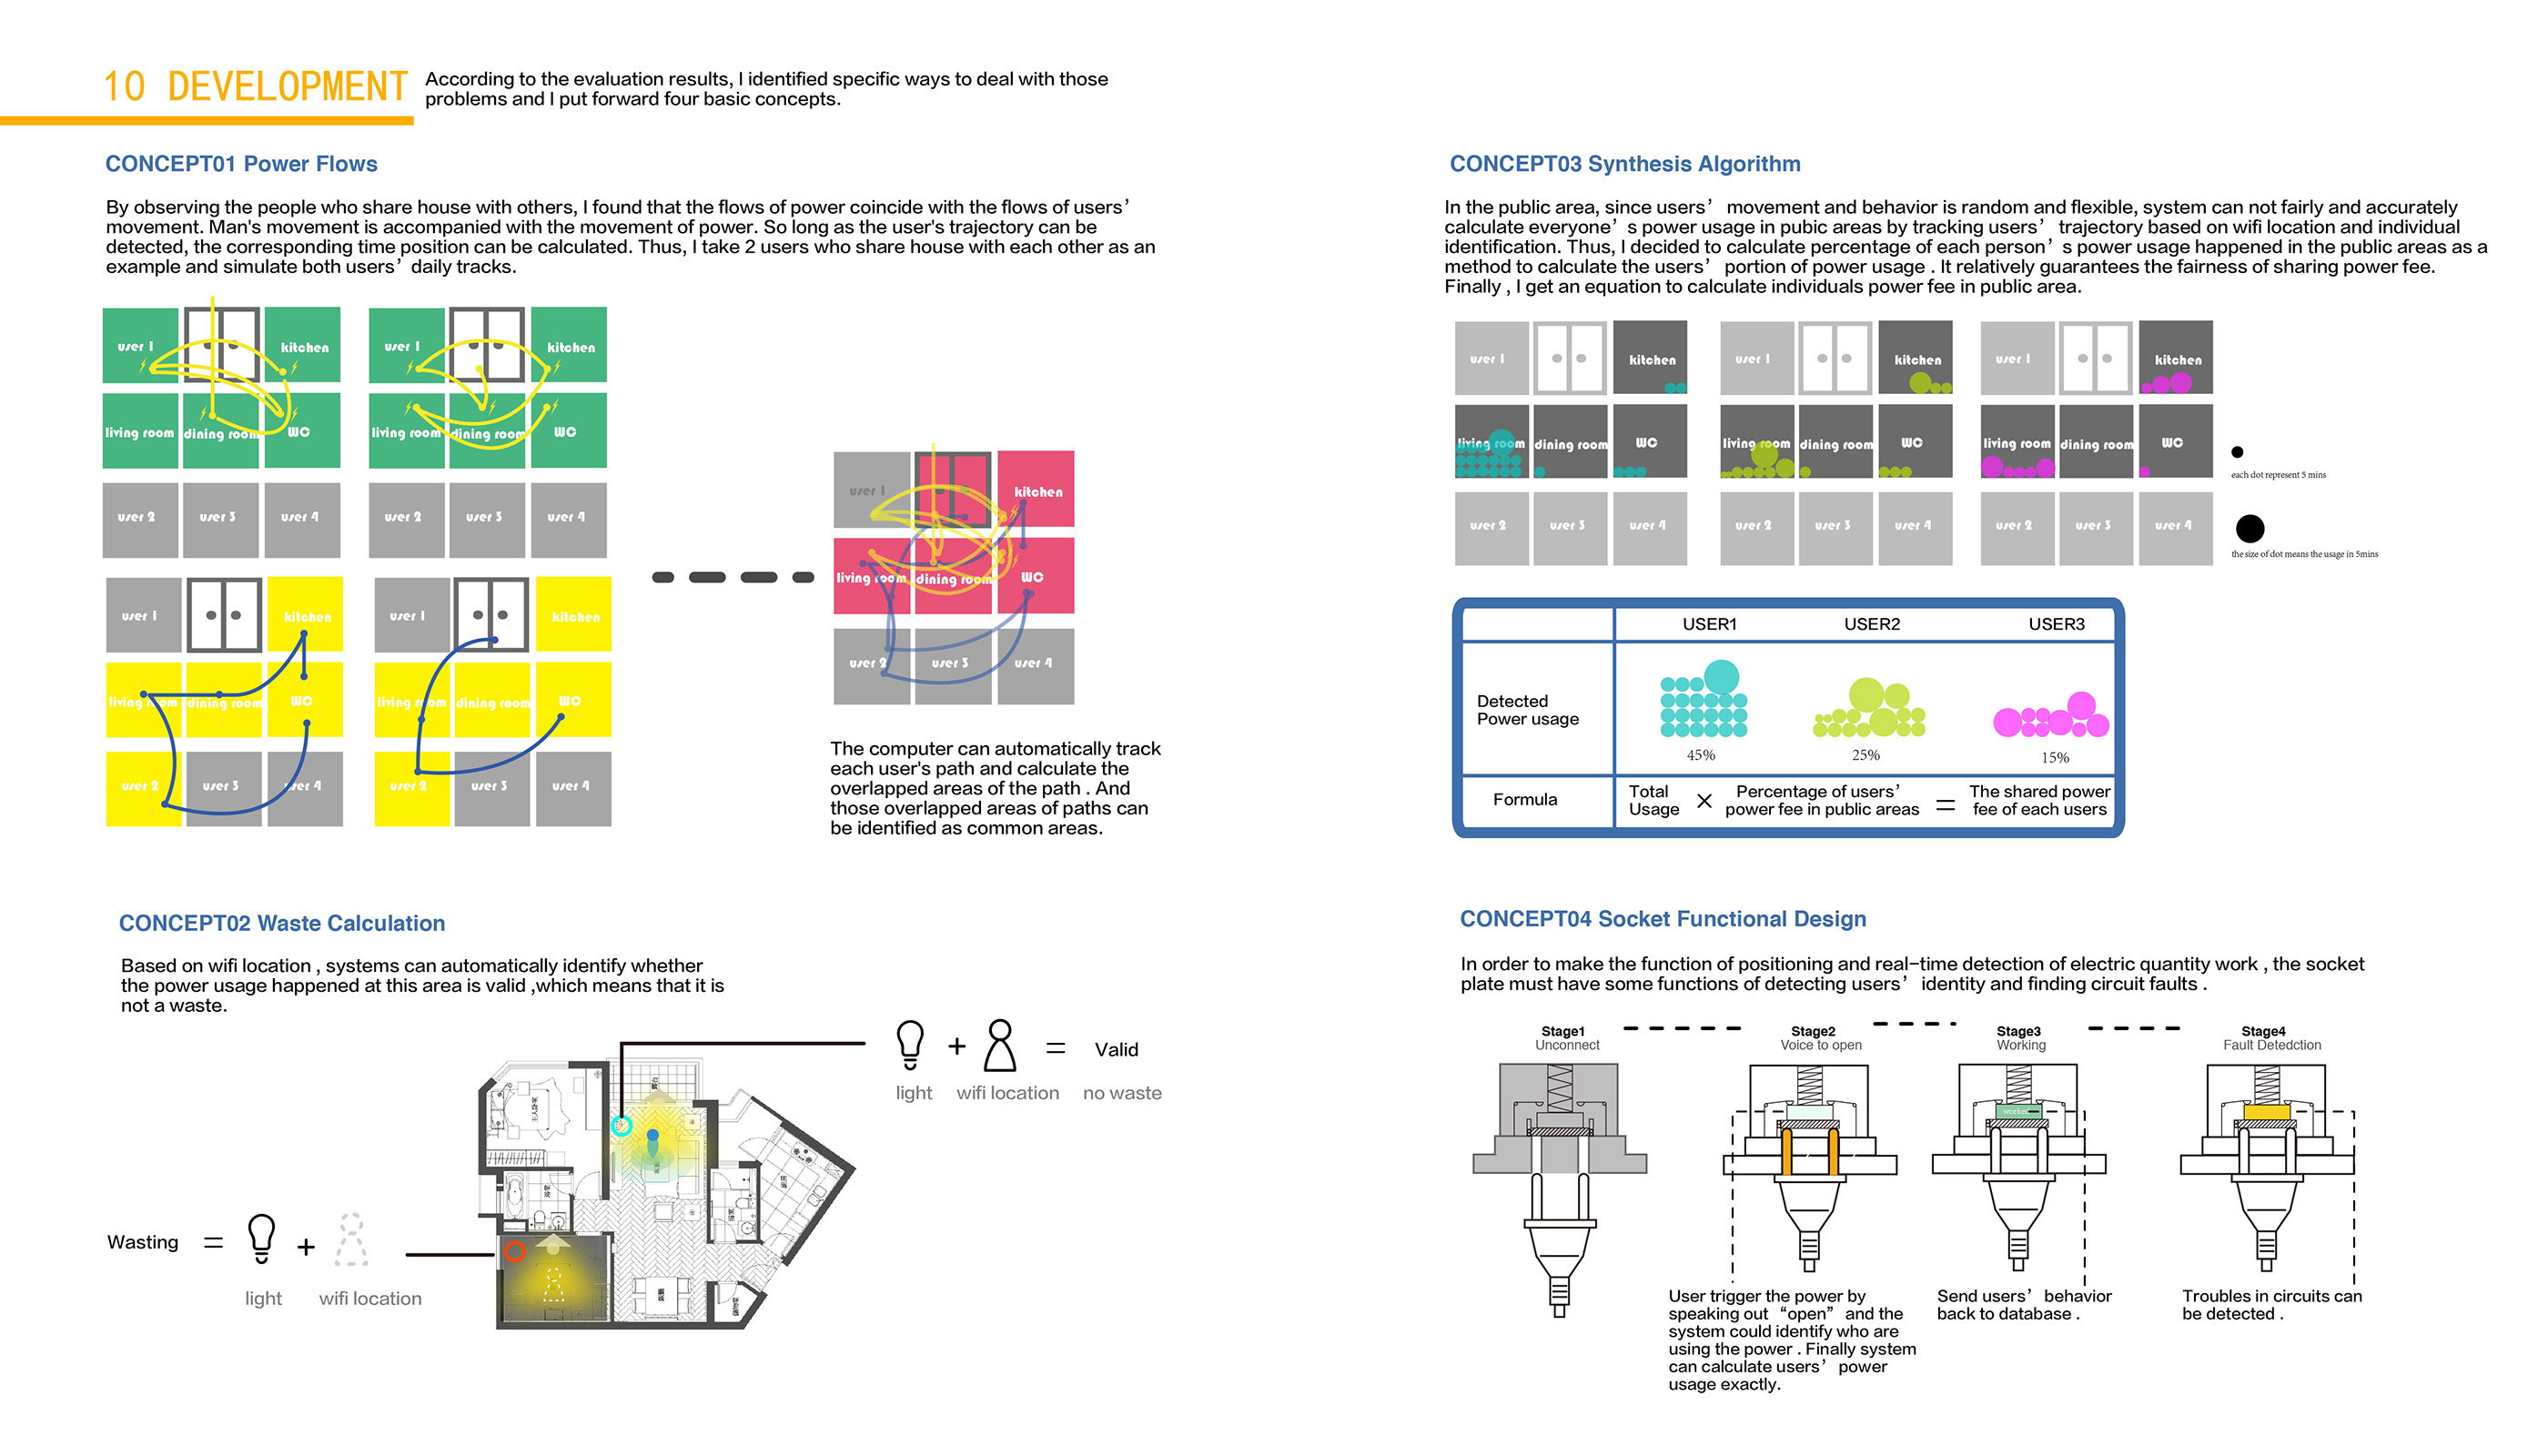 10 DEVELOPMENT
According to the evaluation results, I identified specific ways to deal with those
problems and I put forward four basic concepts.
CONCEPT01 Power Flows
By observing the people who share house with others, I found that the flows of power coincide with the flows of users’
movement. Man's movement is accompanied with the movement of power. So long as the user's trajectory can be
detected, the corresponding time position can be calculated. Thus, I take 2 users who share house with each other as an
example and simulate both users’ daily tracks.
user 1
kitchen
living room
dining room
WC
user 2
user 3
user 4
user 1
kitchen
living room
dining room
WC
user 2
user 3
user 4
user 1
kitchen
living room
dining room
WC
user 2
user 3
user 4
user 1
kitchen
living room
dining room
WC
user 2
user 3
user 4
user 1
kitchen
living room
dining room
WC
user 2
user 3
user 4
The computer can automatically track
each user's path and calculate the
overlapped areas of the path . And
those overlapped areas of paths can
be identified as common areas.
CONCEPT02 Waste Calculation
Based on wifi location , systems can automatically identify whether
the power usage happened at this area is valid ,which means that it is
not a waste.
+ = Valid
light wifi location no waste
Wasting = +
light wifi location
CONCEPT03 Synthesis Algorithm
In the public area, since users’ movement and behavior is random and flexible, system can not fairly and accurately
calculate everyone’s power usage in pubic areas by tracking users’ trajectory based on wifi location and individual
identification. Thus, I decided to calculate percentage of each person’s power usage happened in the public areas as a
method to calculate the users’ portion of power usage . It relatively guarantees the fairness of sharing power fee.
Finally , I get an equation to calculate individuals power fee in public area.
user 1
kitchen
living room
dining room
WC
user 2
user 3
user 4
user 1
kitchen
living room
dining room
WC
user 2
user 3
user 4
user 1
kitchen
living room
dining room
WC
user 2
user 3
user 4
each dot represent 5 mins
the size of dot means the usage in 5mins
USER1 USER2 USER3
Detected
Power usage
45% 25% 15%
Formula
Total
Usage
×
Percentage of users’
power fee in public areas
=
The shared power
fee of each users
CONCEPT04 Socket Functional Design
In order to make the function of positioning and real-time detection of electric quantity work , the socket
plate must have some functions of detecting users’ identity and finding circuit faults .
Stage1
Unconnect
Stage2
Voice to open
Stage3
Working
Stage4
Fault Detedction
User trigger the power by
speaking out “open” and the
system could identify who are
using the power . Finally system
can calculate users’ power
usage exactly.
Send users’ behavior
back to database .
Troubles in circuits can
be detected .